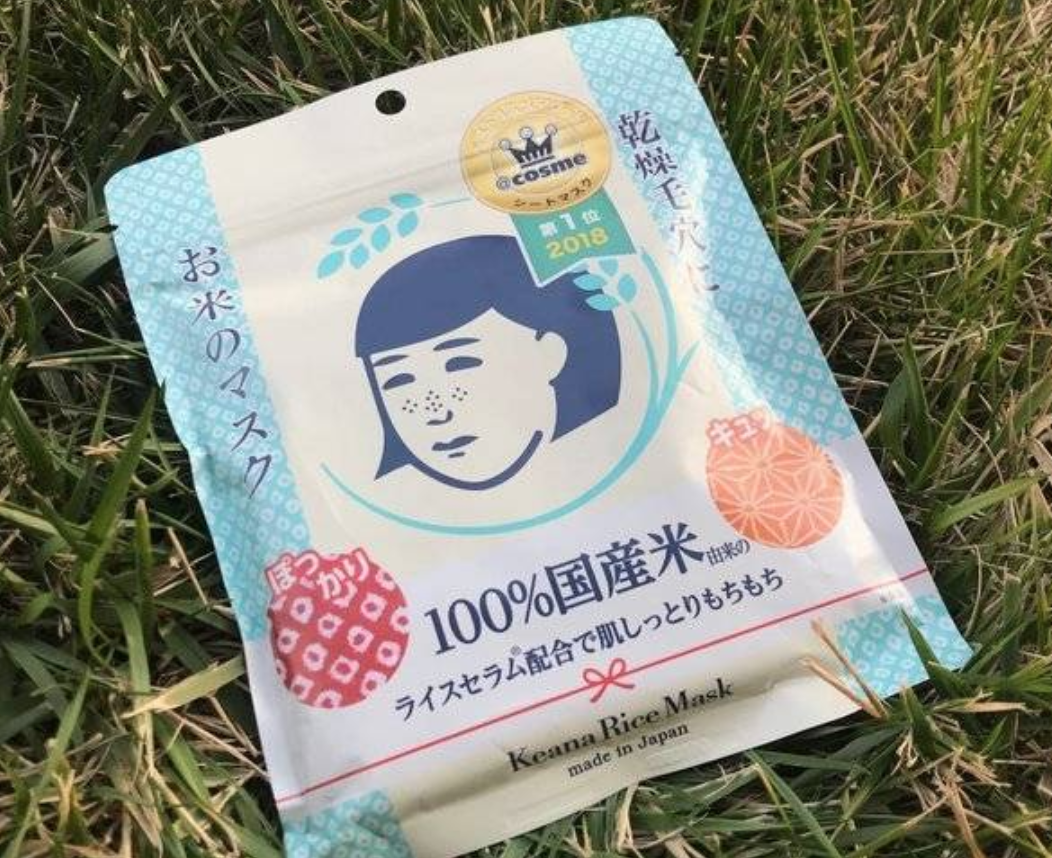 @cosme
シートマスク
第1位
2018
乾燥毛穴に
お米のマスク
キュッ
ぽっかり
100%国産米由来の
ライスセラム®配合で肌しっとりもちもち
Keana Rice Mask
made in Japan